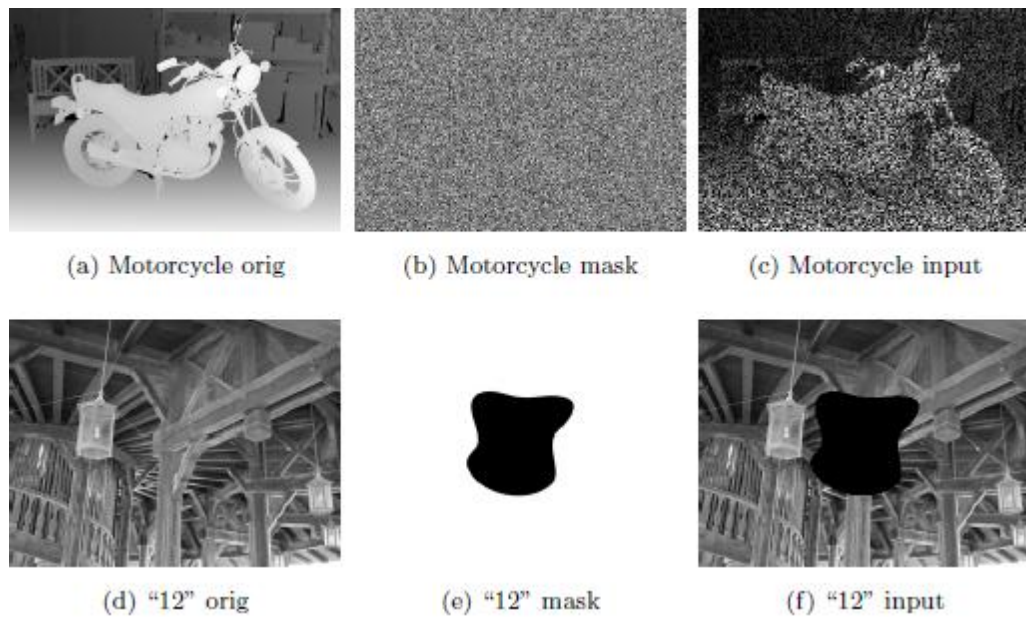 (a) Motorcycle orig
(b) Motorcycle mask
(c) Motorcycle input
(d) “12” orig
(e) “12” mask
(f) “12” input